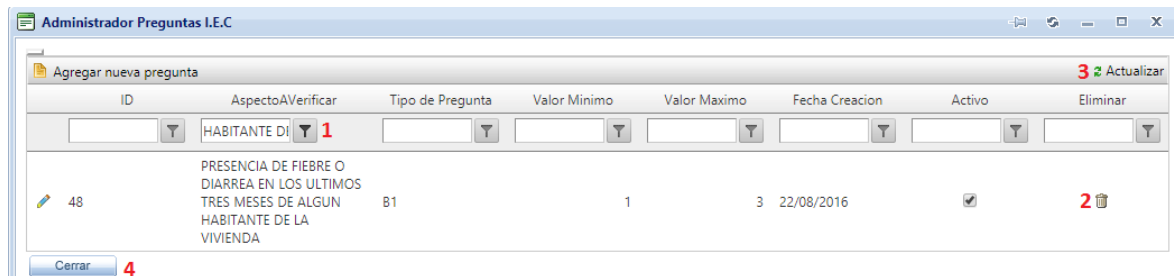 Administrador Preguntas I.E.C
X
Agregar nueva pregunta
3 Actualizar
ID AspectoAVerificar Tipo de Pregunta Valor Minimo Valor Maximo Fecha Creacion Activo Eliminar
HABITANTE DE 1
PRESENCIA DE FIEBRE O
DIARREA EN LOS ULTIMOS
48 TRES MESES DE ALGUN B1 1 3 22/08/2016 2
HABITANTE DE LA
VIVIENDA
Cerrar 4